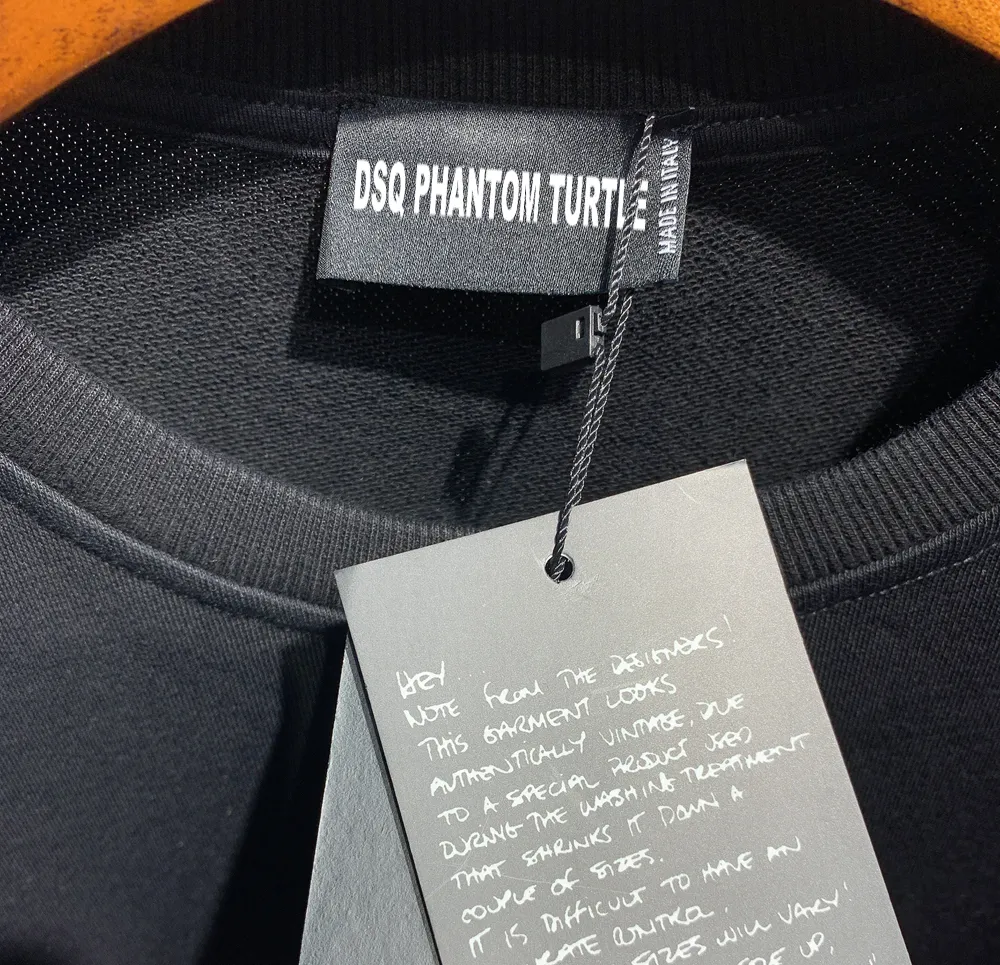 DSQ PHANTOM TURTLE
MADE IN ITALY
HEY
NOTE FROM THE DESIGNERS!
THIS GARMENT LOOKS
AUTHENTICALLY VINTAGE, DUE
TO A SPECIAL PRODUCT USED
DURING THE WASHING TREATMENT
THAT SHRINKS IT DOWN A
COUPLE OF SIZES.
IT IS DIFFICULT TO HAVE AN
CONTROL.
SIZES WILL VARY!
UP,